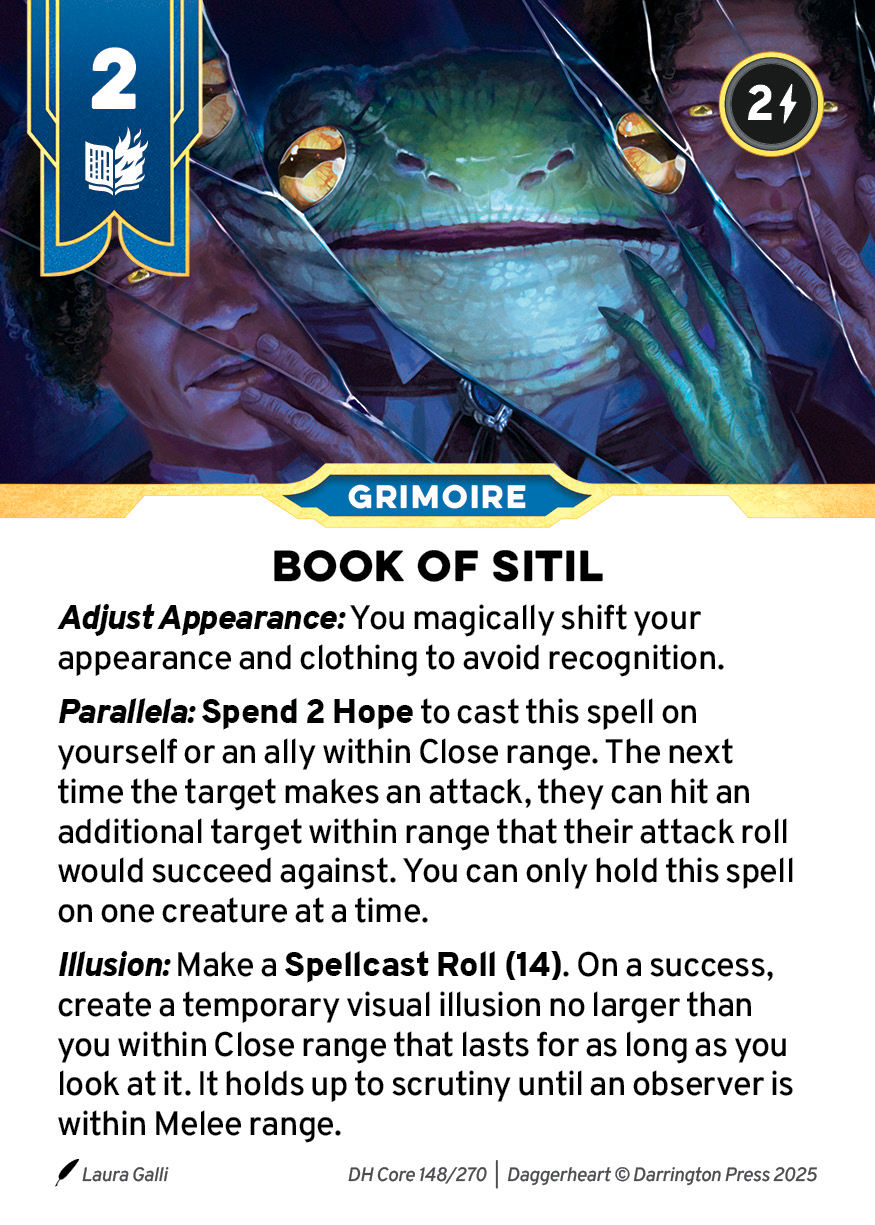 2
2
GRIMOIRE
BOOK OF SITIL
Adjust Appearance: You magically shift your
appearance and clothing to avoid recognition.
Parallela: Spend 2 Hope to cast this spell on
yourself or an ally within Close range. The next
time the target makes an attack, they can hit an
additional target within range that their attack roll
would succeed against. You can only hold this spell
on one creature at a time.
Illusion: Make a Spellcast Roll (14). On a success,
create a temporary visual illusion no larger than
you within Close range that lasts for as long as you
look at it. It holds up to scrutiny until an observer is
within Melee range.
Laura Galli DH Core 148/270 | Daggerheart © Darrington Press 2025